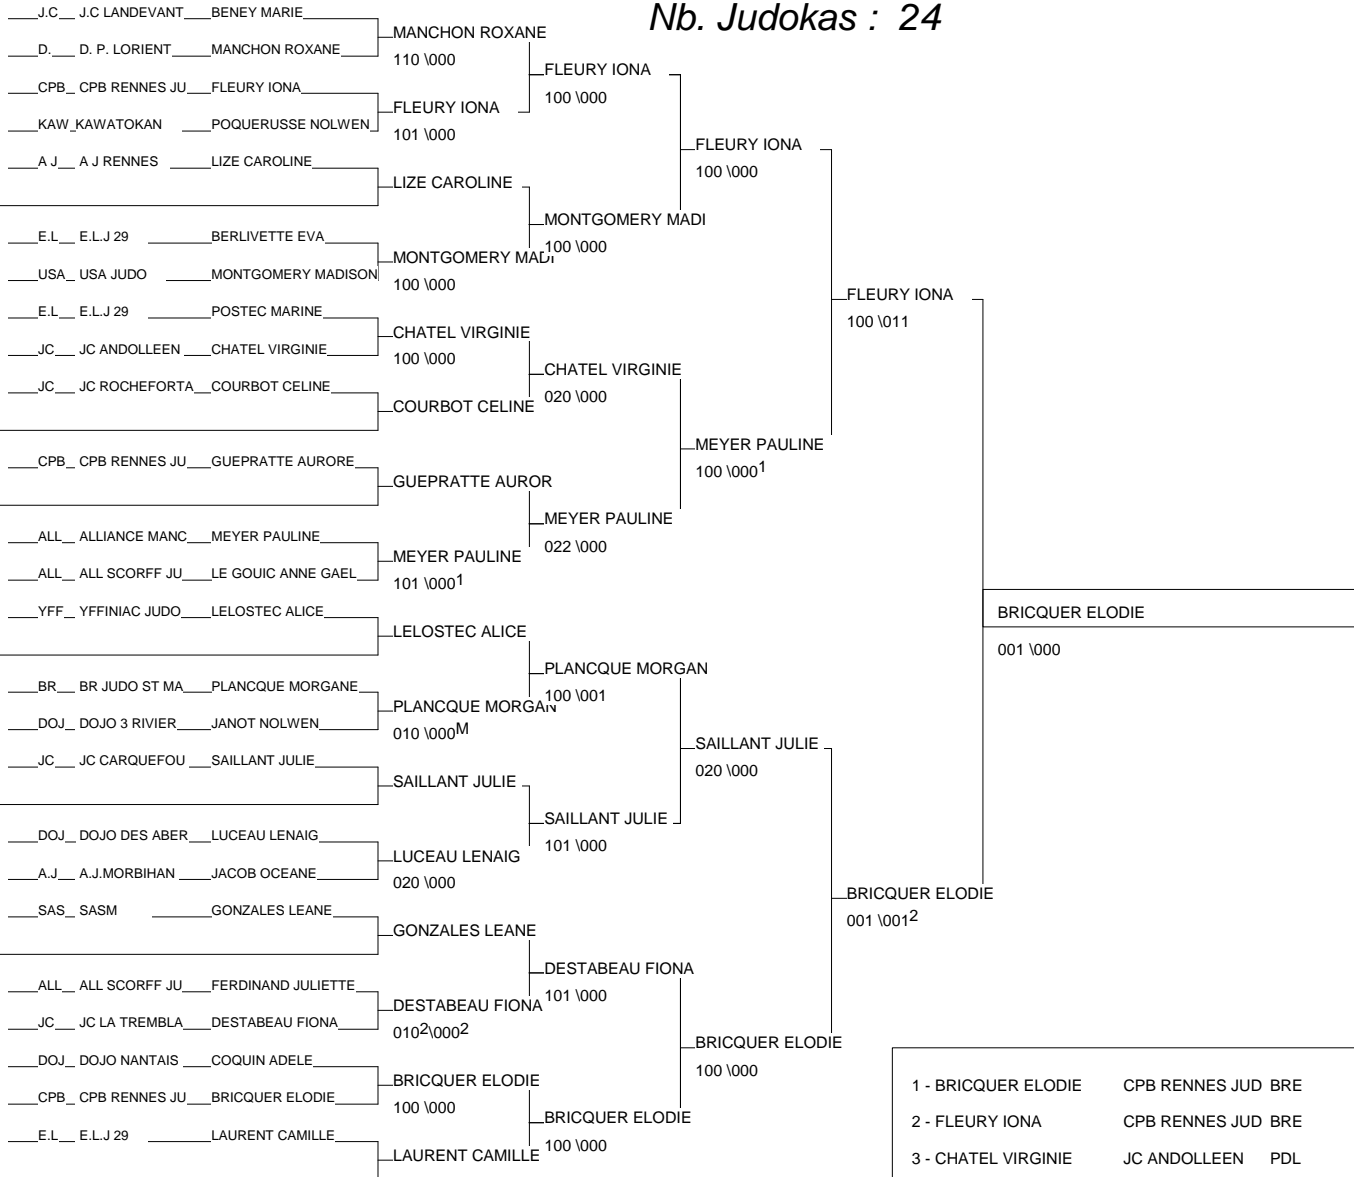 Nb. Judokas : 24
J.C J.C LANDEVANT BENEY MARIE
D. D. P. LORIENT MANCHON ROXANE
CPB CPB RENNES JU FLEURY IONA
KAW KAWATOKAN POQUERUSSE NOLWEN
A J A J RENNES LIZE CAROLINE
E.L E.L.J 29 BERLIVETTE EVA
USA USA JUDO MONTGOMERY MADISON
E.L E.L.J 29 POSTEC MARINE
JC JC ANDOLLEEN CHATEL VIRGINIE
JC JC ROCHEFORTA COURBOT CELINE
CPB CPB RENNES JU GUEPRATTE AURORE
ALL ALLIANCE MANC MEYER PAULINE
ALL ALL SCORFF JU LE GOUIC ANNE GAEL
YFF YFFINIAC JUDO LELOSTEC ALICE
BR BR JUDO ST MA PLANCQUE MORGANE
DOJ DOJO 3 RIVIER JANOT NOLWEN
JC JC CARQUEFOU SAILLANT JULIE
DOJ DOJO DES ABER LUCEAU LENAIG
A.J A.J.MORBIHAN JACOB OCEANE
SAS SASM GONZALES LEANE
ALL ALL SCORFF JU FERDINAND JULIETTE
JC JC LA TREMBLA DESTABEAU FIONA
DOJ DOJO NANTAIS COQUIN ADELE
CPB CPB RENNES JU BRICQUER ELODIE
E.L E.L.J 29 LAURENT CAMILLE
MANCHON ROXANE
110 \000
FLEURY IONA
101 \000
LIZE CAROLINE
MONTGOMERY MADI
100 \000
CHATEL VIRGINIE
100 \000
COURBOT CELINE
GUEPRATTE AUROR
MEYER PAULINE
101 \000 1
LELOSTEC ALICE
PLANCQUE MORGAN
010 \000 M
SAILLANT JULIE
LUCEAU LENAIG
020 \000
GONZALES LEANE
DESTABEAU FIONA
010 2 \000 2
BRICQUER ELODIE
100 \000
LAURENT CAMILLE
FLEURY IONA
100 \000
MONTGOMERY MADI
100 \000
CHATEL VIRGINIE
020 \000
MEYER PAULINE
022 \000
PLANCQUE MORGAN
100 \001
SAILLANT JULIE
101 \000
DESTABEAU FIONA
101 \000
BRICQUER ELODIE
100 \000
FLEURY IONA
100 \000
MEYER PAULINE
100 \000 1
SAILLANT JULIE
020 \000
BRICQUER ELODIE
100 \000
FLEURY IONA
100 \011
BRICQUER ELODIE
001 \001 2
BRICQUER ELODIE
001 \000
1 - BRICQUER ELODIE CPB RENNES JUD BRE
2 - FLEURY IONA CPB RENNES JUD BRE
3 - CHATEL VIRGINIE JC ANDOLLEEN PDL